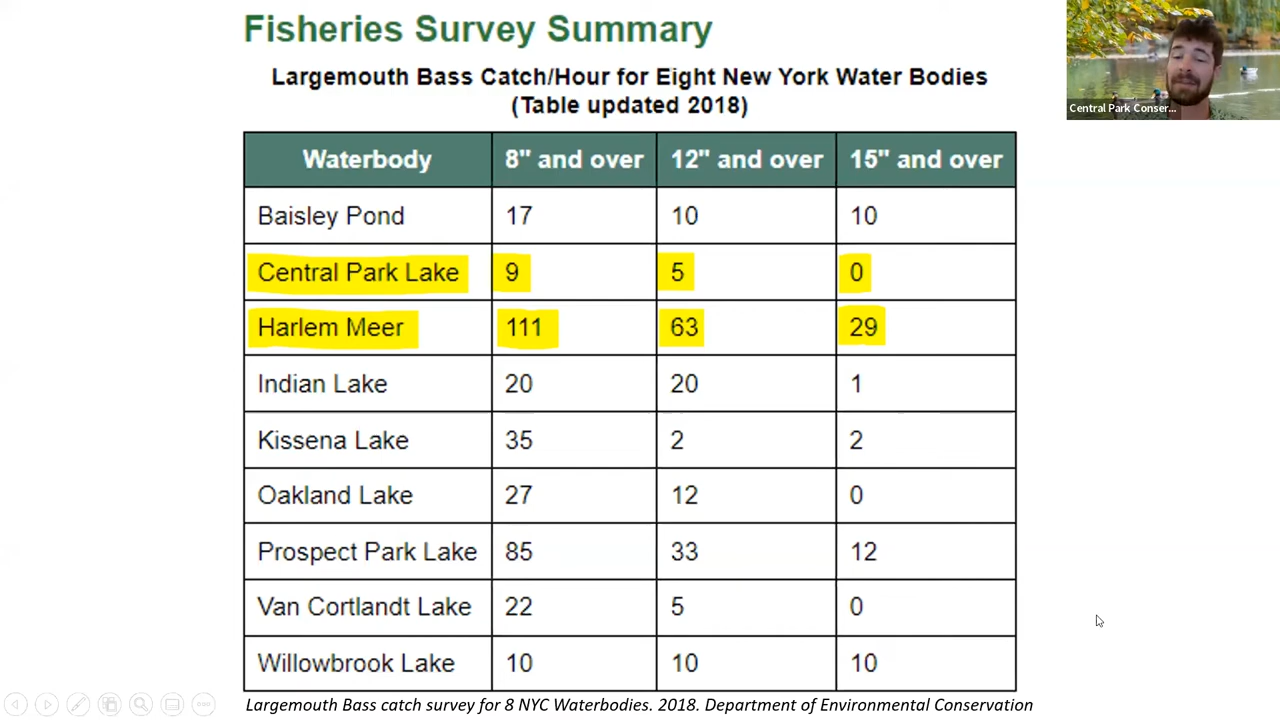 Fisheries Survey Summary
Largemouth Bass Catch/Hour for Eight New York Water Bodies
(Table updated 2018)
Central Park Conser...
Waterbody 8" and over 12" and over 15" and over
Baisley Pond 17 10 10
Central Park Lake 9 5 0
Harlem Meer 111 63 29
Indian Lake 20 20 1
Kissena Lake 35 2 2
Oakland Lake 27 12 0
Prospect Park Lake 85 33 12
Van Cortlandt Lake 22 5 0
Willowbrook Lake 10 10 10
Largemouth Bass catch survey for 8 NYC Waterbodies. 2018. Department of Environmental Conservation